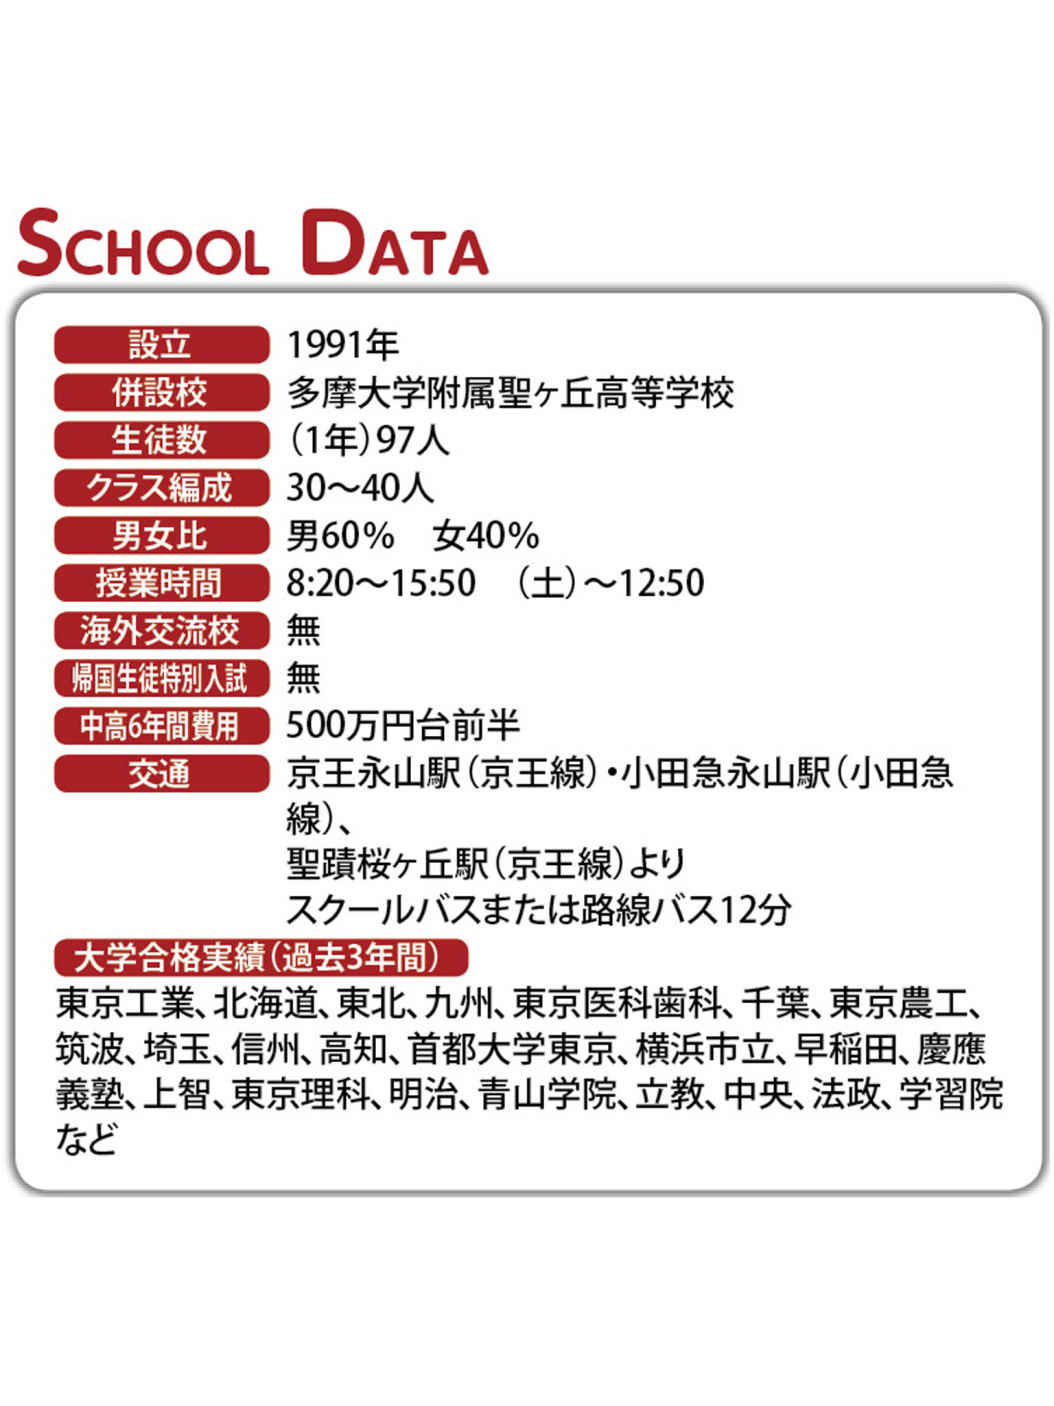 SCHOOL DATA
設立 1991年
併設校 多摩大学附属聖ヶ丘高等学校
生徒数 （1年）97人
クラス編成 30〜40人
男女比 男60%　女40%
授業時間 8:20〜15:50　（土）〜12:50
海外交流校 無
帰国生徒特別入試 無
中高6年間費用 500万円台前半
交通 京王永山駅（京王線）・小田急永山駅（小田急
線）、
聖蹟桜ヶ丘駅（京王線）より
スクールバスまたは路線バス12分
大学合格実績（過去3年間）
東京工業、北海道、東北、九州、東京医科歯科、千葉、東京農工、
筑波、埼玉、信州、高知、首都大学東京、横浜市立、早稲田、慶應
義塾、上智、東京理科、明治、青山学院、立教、中央、法政、学習院
など